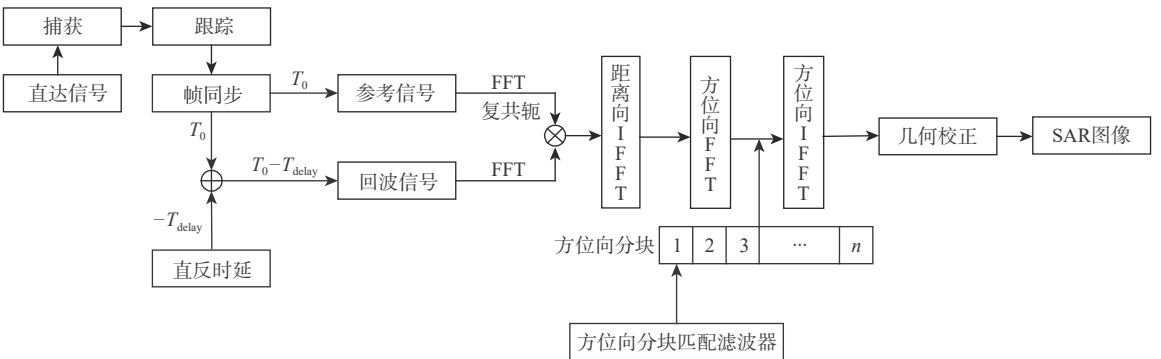 捕获
跟踪
直达信号
帧同步
T₀
参考信号
FFT
复共轭
T₀
T₀−T_delay
回波信号
FFT
−T_delay
直反时延
距离向IFFT
方位向FFT
方位向IFFT
几何校正
SAR图像
方位向分块
1 2 3 ··· n
方位向分块匹配滤波器